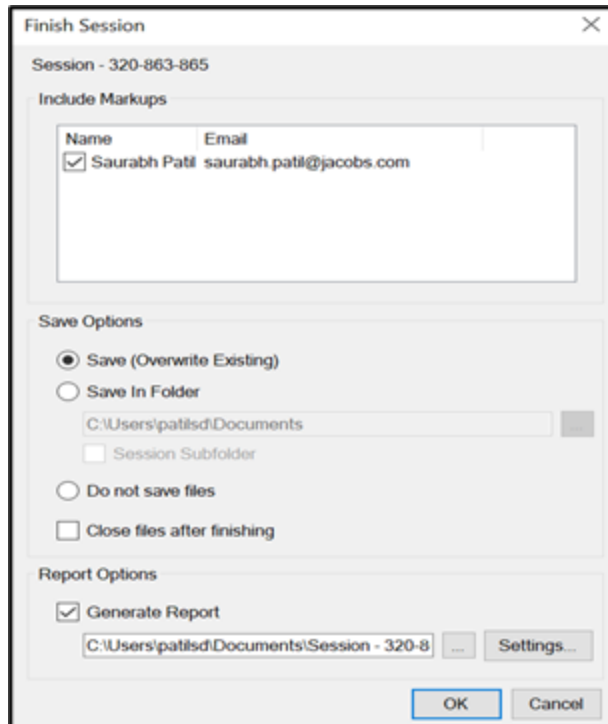 Finish Session
Session - 320-863-865
Include Markups
Name Email
Saurabh Patil saurabh.patil@jacobs.com
Save Options
Save (Overwrite Existing)
Save In Folder
C:\Users\patilsd\Documents
...
Session Subfolder
Do not save files
Close files after finishing
Report Options
Generate Report
C:\Users\patilsd\Documents\Session - 320-8 ... Settings...
OK Cancel